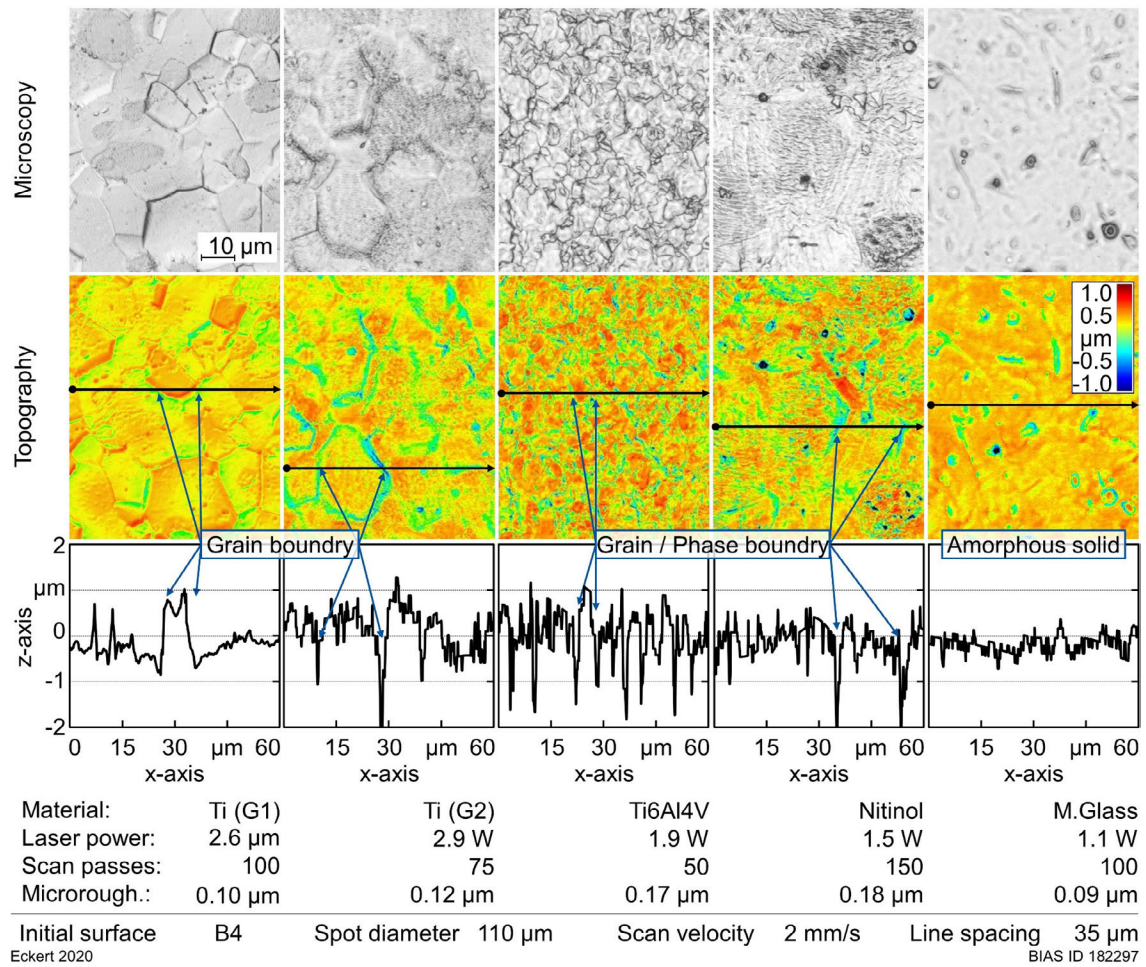 Microscopy
10 µm
Topography
1.0
0.5
µm
-0.5
-1.0
Grain boundry
Grain / Phase boundry
Amorphous solid
z-axis
2
µm
0
-1
-2
0 15 30 µm 60
15 30 µm 60
15 30 µm 60
15 30 µm 60
15 30 µm 60
x-axis x-axis x-axis x-axis x-axis
Material: Ti (G1) Ti (G2) Ti6Al4V Nitinol M.Glass
Laser power: 2.6 µm 2.9 W 1.9 W 1.5 W 1.1 W
Scan passes: 100 75 50 150 100
Microrough.: 0.10 µm 0.12 µm 0.17 µm 0.18 µm 0.09 µm
Initial surface B4 Spot diameter 110 µm Scan velocity 2 mm/s Line spacing 35 µm
Eckert 2020 BIAS ID 182297